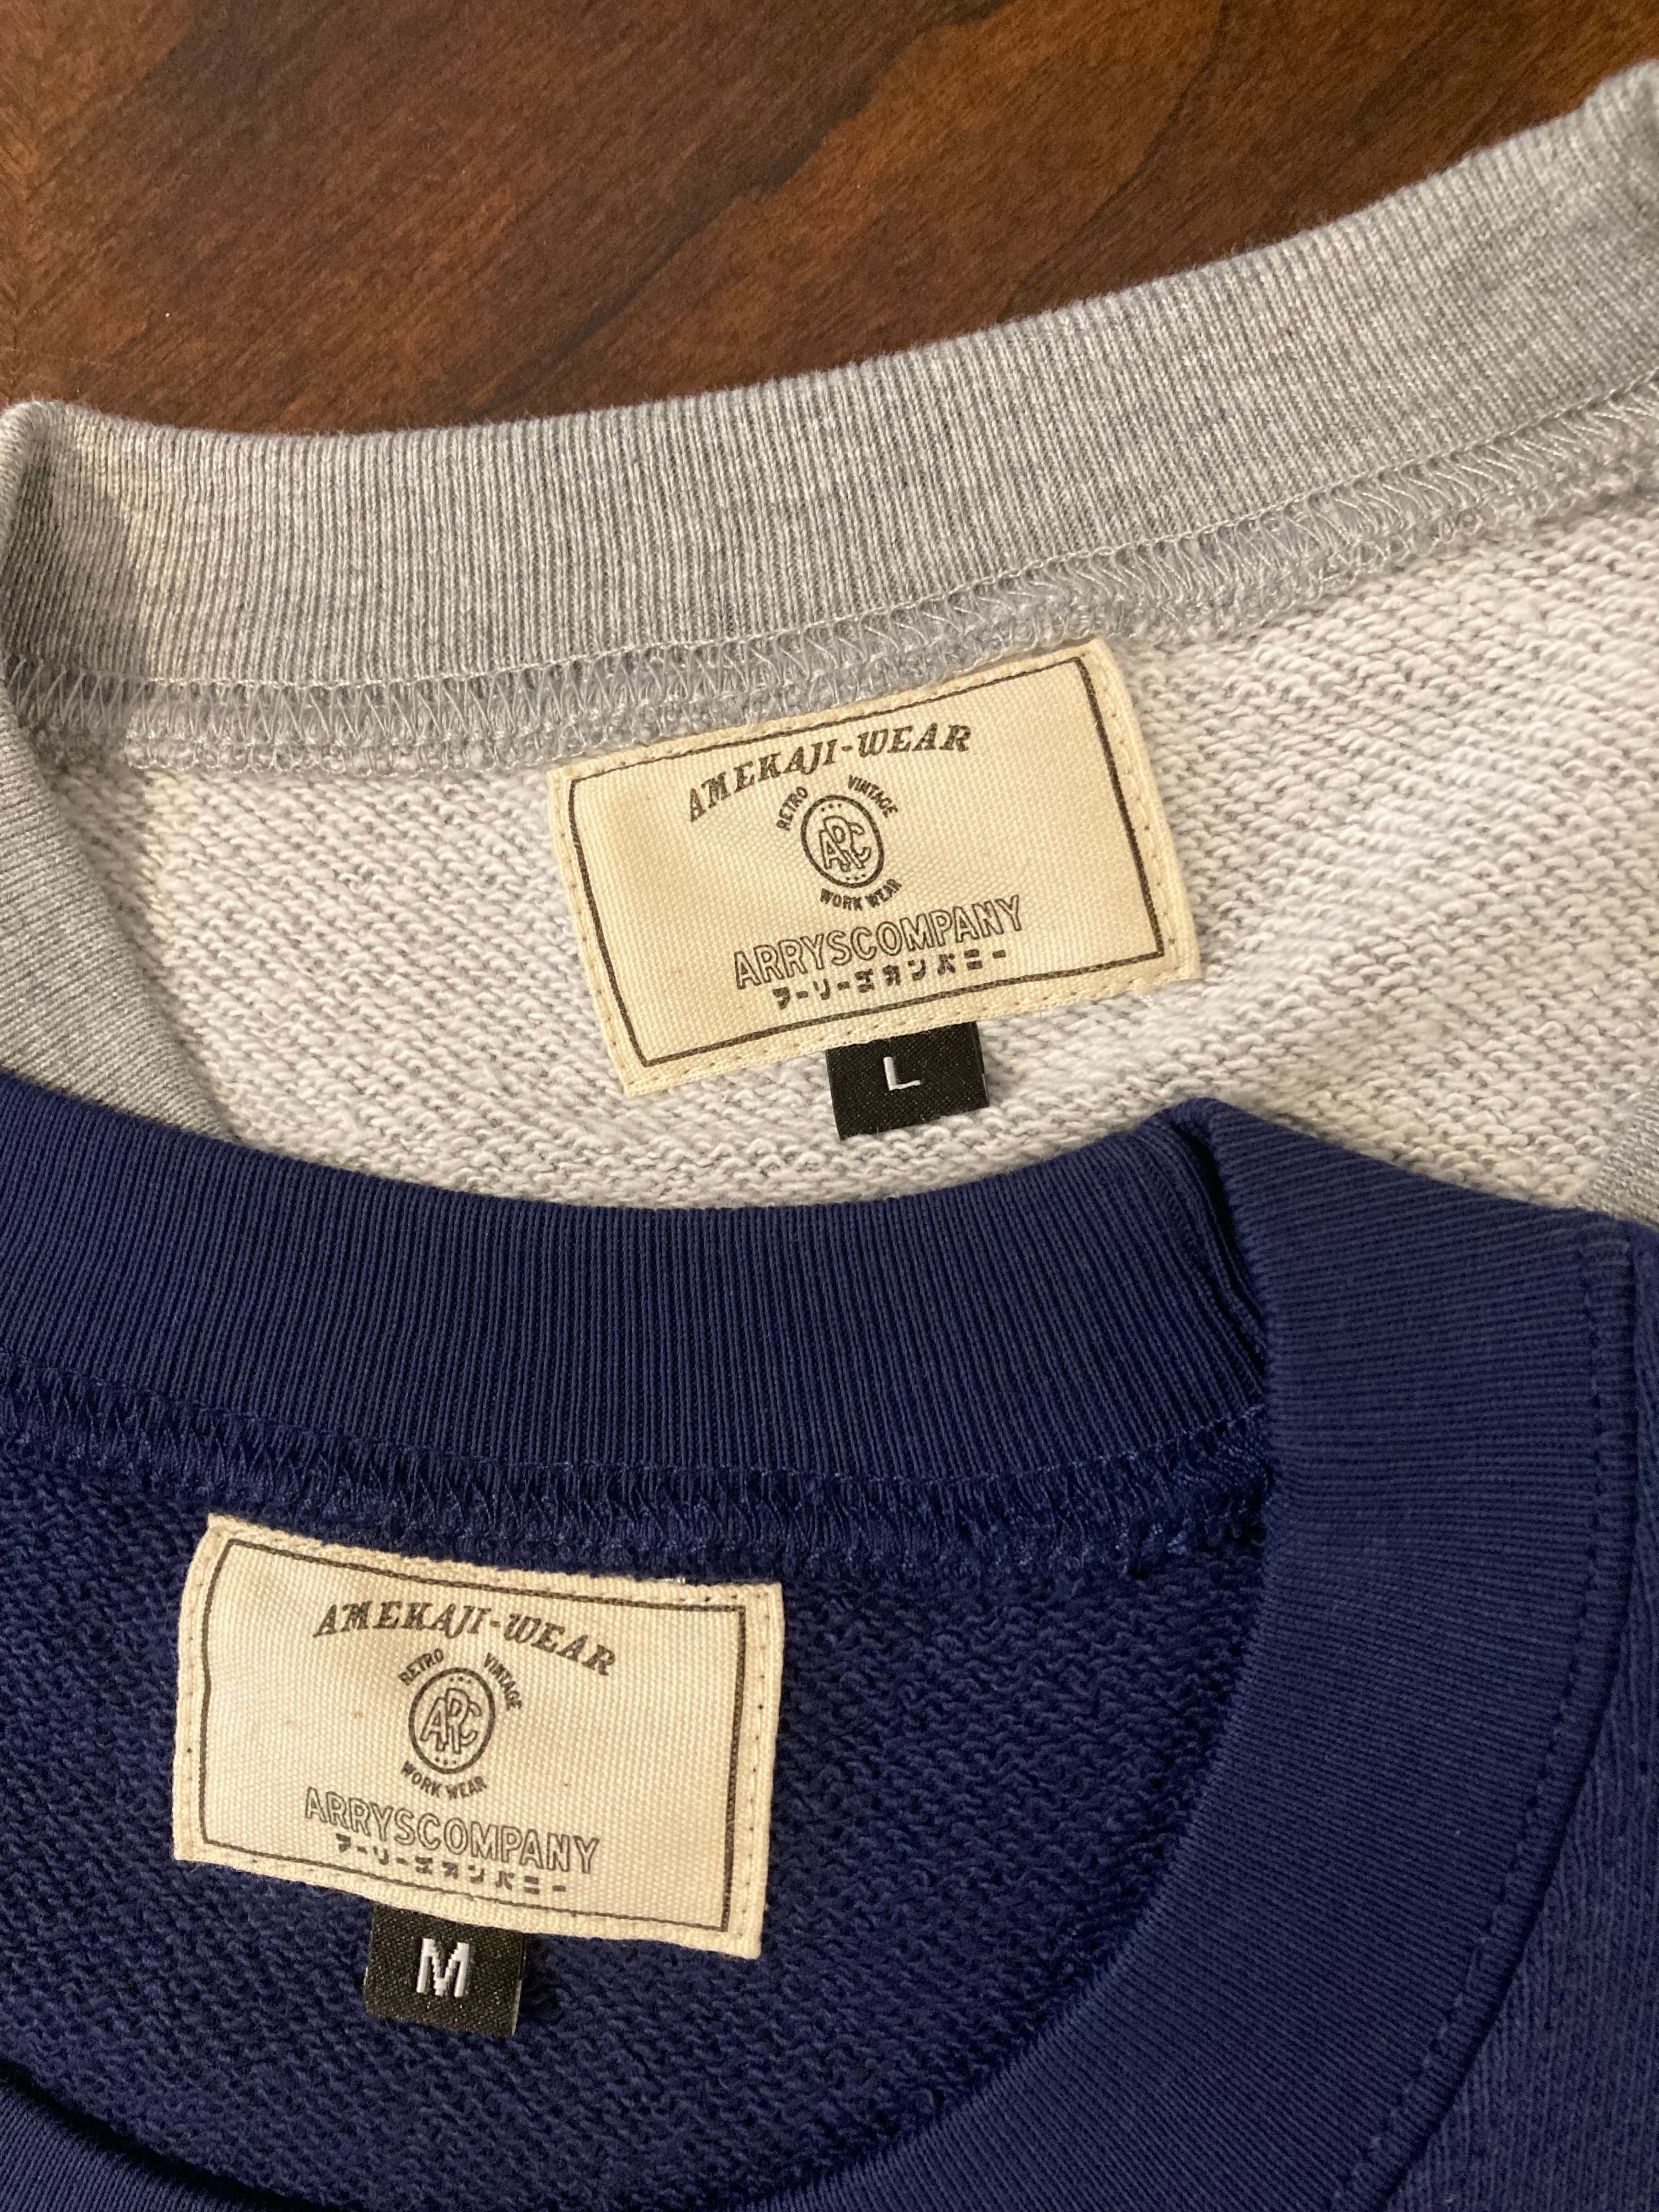 AMEKAJI-WEAR
RETRO VINTAGE
ARC
WORK WEAR
ARRYSCOMPANY
アーリーズカンパニー
L
AMEKAJI-WEAR
RETRO VINTAGE
ARC
WORK WEAR
ARRYSCOMPANY
アーリーズカンパニー
M